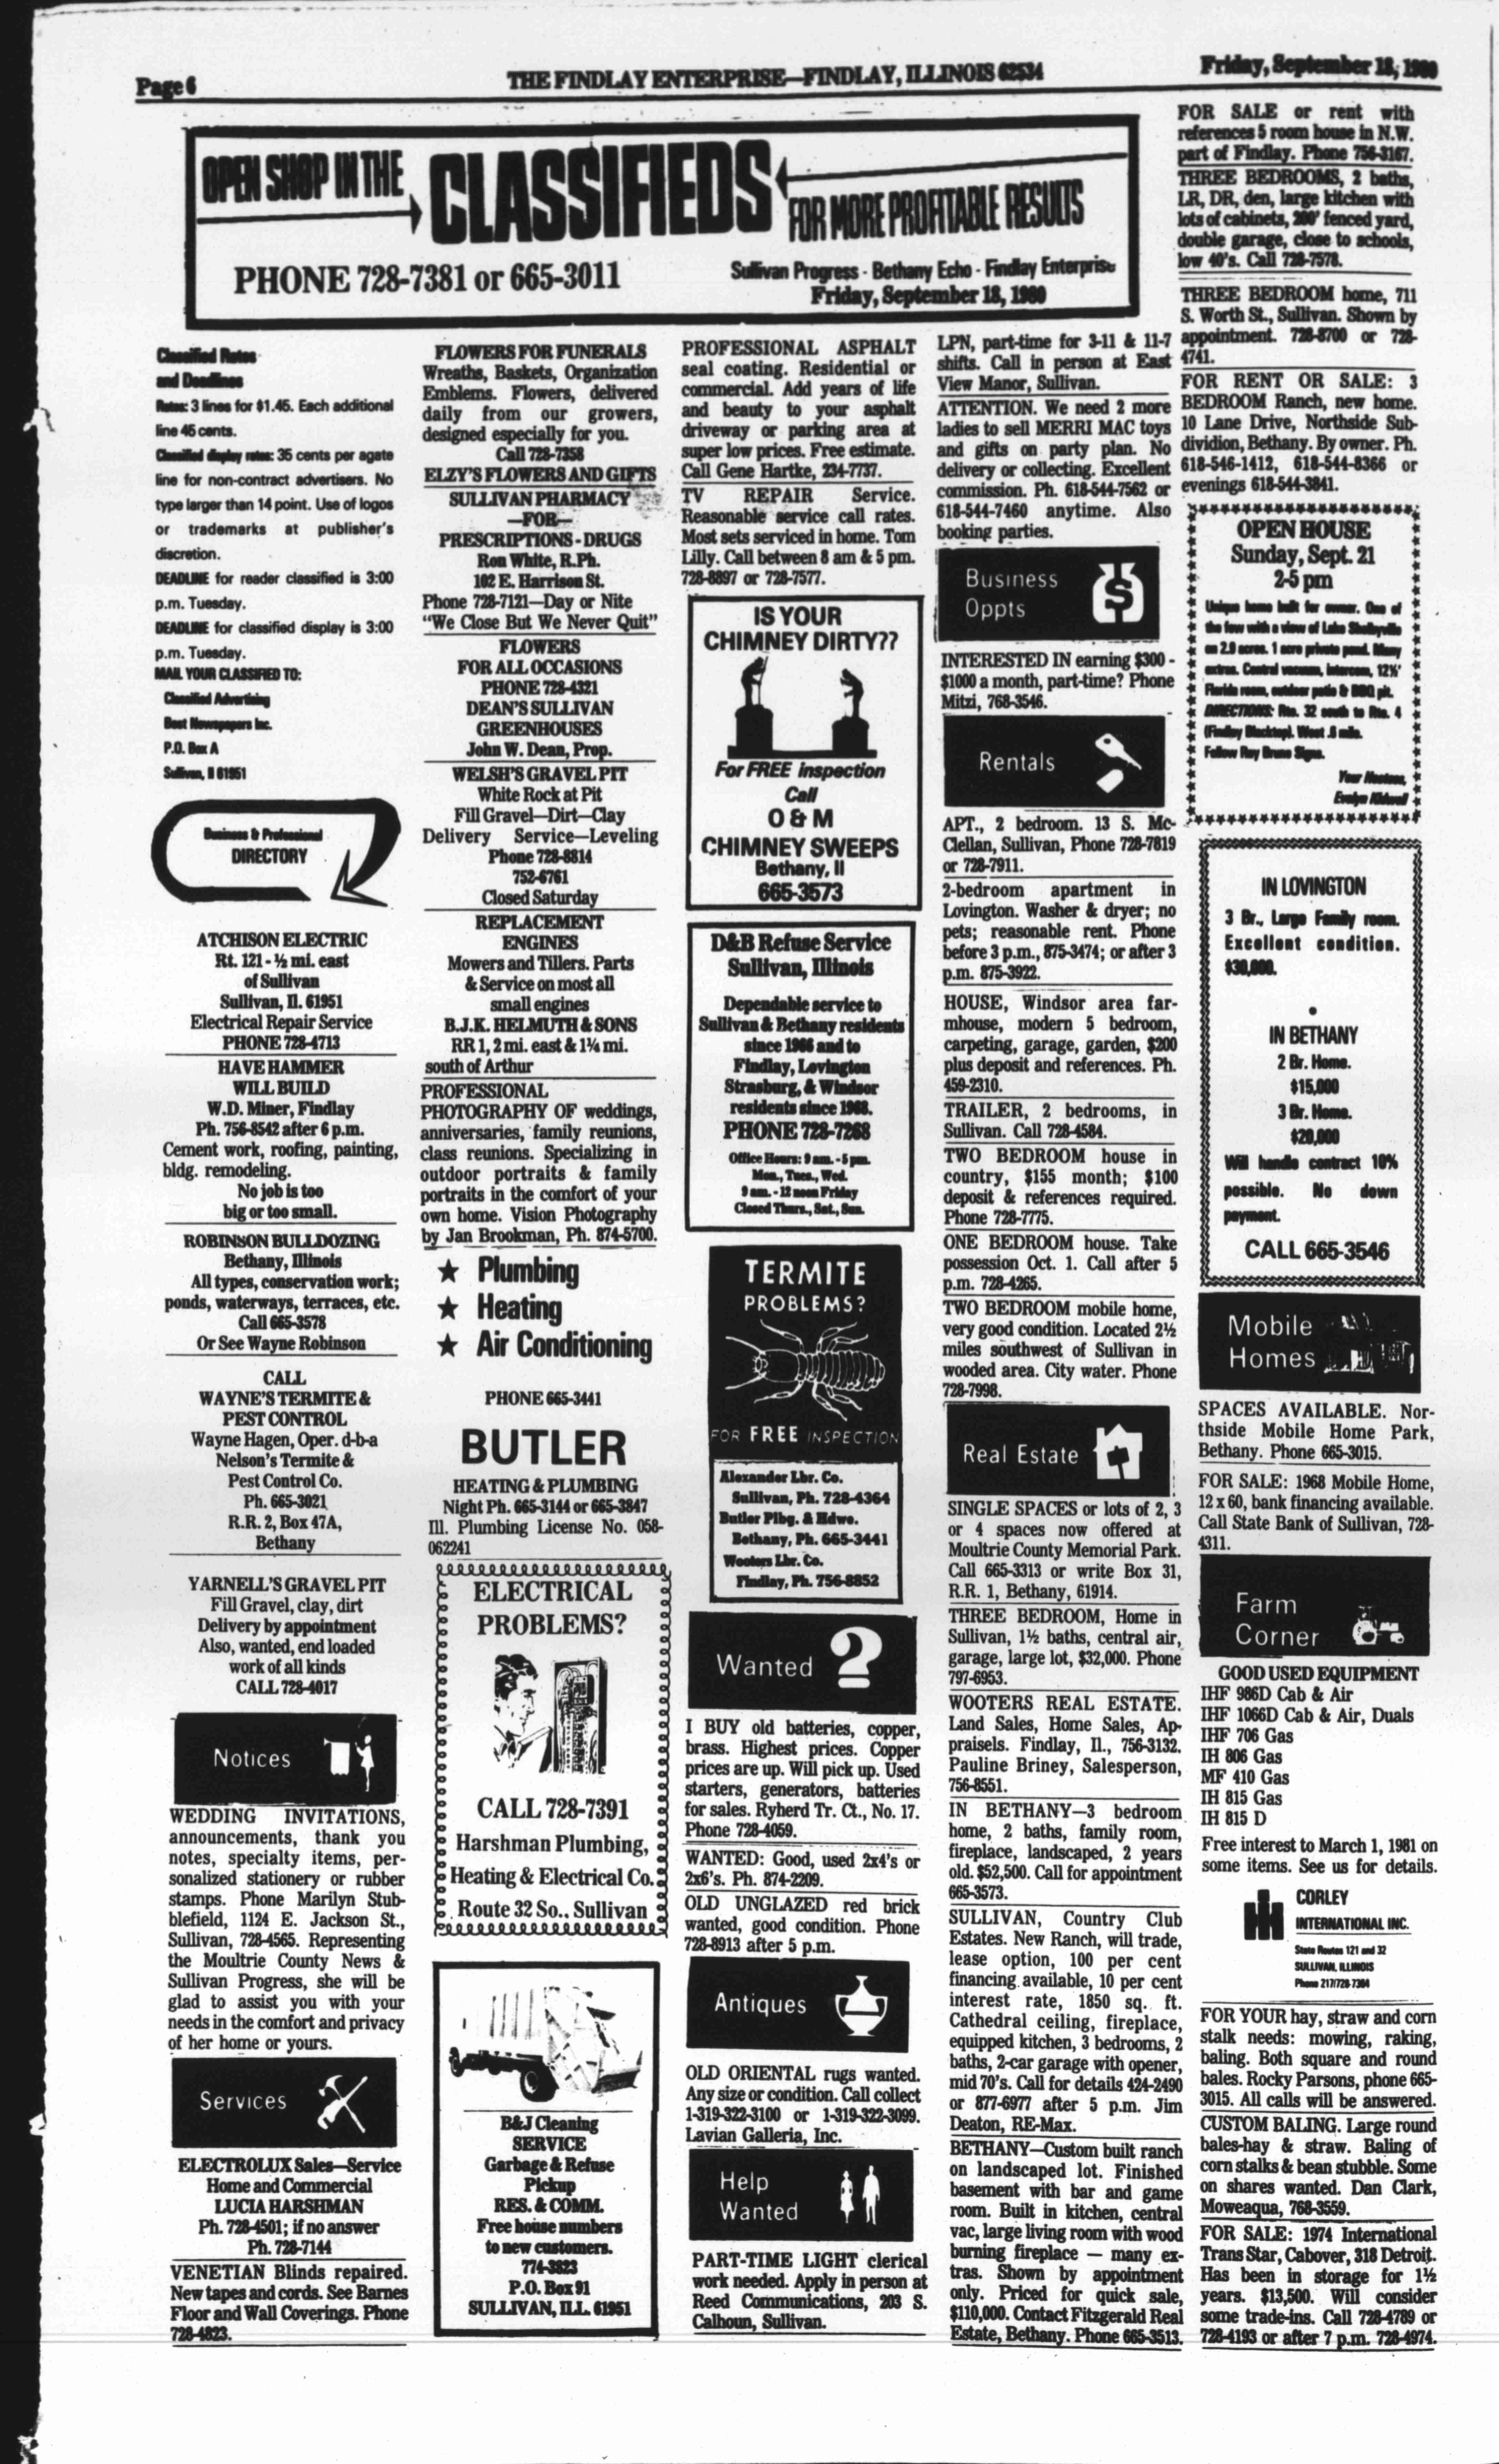 Page 6
THE FINDLAY ENTERPRISE—FINDLAY, ILLINOIS 62534
Friday, September 18, 1980
OPEN SHOP IN THE
CLASSIFIEDS
FOR MORE PROFITABLE RESULTS
PHONE 728-7381 or 665-3011
Sullivan Progress - Bethany Echo - Findlay Enterprise
Friday, September 18, 1980
Classified Rates
and Deadlines
Rates: 3 lines for $1.45. Each additional
line 45 cents.
Classified display rates: 35 cents per agate
line for non-contract advertisers. No
type larger than 14 point. Use of logos
or trademarks at publisher's
discretion.
DEADLINE for reader classified is 3:00
p.m. Tuesday.
DEADLINE for classified display is 3:00
p.m. Tuesday.
MAIL YOUR CLASSIFIED TO:
Classified Advertising
Best Newspapers Inc.
P.O. Box A
Sullivan, Il 61951
Business & Professional
DIRECTORY
ATCHISON ELECTRIC
Rt. 121 - ½ mi. east
of Sullivan
Sullivan, Il. 61951
Electrical Repair Service
PHONE 728-4713
HAVE HAMMER
WILL BUILD
W.D. Miner, Findlay
Ph. 756-8542 after 6 p.m.
Cement work, roofing, painting,
bldg. remodeling.
No job is too
big or too small.
ROBINSON BULLDOZING
Bethany, Illinois
All types, conservation work;
ponds, waterways, terraces, etc.
Call 665-3578
Or See Wayne Robinson
CALL
WAYNE'S TERMITE &
PEST CONTROL
Wayne Hagen, Oper. d-b-a
Nelson's Termite &
Pest Control Co.
Ph. 665-3021
R.R. 2, Box 47A,
Bethany
YARNELL'S GRAVEL PIT
Fill Gravel, clay, dirt
Delivery by appointment
Also, wanted, end loaded
work of all kinds
CALL 728-4017
Notices
WEDDING INVITATIONS,
announcements, thank you
notes, specialty items, per-
sonalized stationery or rubber
stamps. Phone Marilyn Stub-
blefield, 1124 E. Jackson St.,
Sullivan, 728-4565. Representing
the Moultrie County News &
Sullivan Progress, she will be
glad to assist you with your
needs in the comfort and privacy
of her home or yours.
Services
ELECTROLUX Sales—Service
Home and Commercial
LUCIA HARSHMAN
Ph. 728-4501; if no answer
Ph. 728-7144
VENETIAN Blinds repaired.
New tapes and cords. See Barnes
Floor and Wall Coverings. Phone
728-4823.
FLOWERS FOR FUNERALS
Wreaths, Baskets, Organization
Emblems. Flowers, delivered
daily from our growers,
designed especially for you.
Call 728-7358
ELZY'S FLOWERS AND GIFTS
SULLIVAN PHARMACY
—FOR—
PRESCRIPTIONS - DRUGS
Ron White, R.Ph.
102 E. Harrison St.
Phone 728-7121—Day or Nite
"We Close But We Never Quit"
FLOWERS
FOR ALL OCCASIONS
PHONE 728-4321
DEAN'S SULLIVAN
GREENHOUSES
John W. Dean, Prop.
WELSH'S GRAVEL PIT
White Rock at Pit
Fill Gravel—Dirt—Clay
Delivery Service—Leveling
Phone 728-8814
752-6761
Closed Saturday
REPLACEMENT
ENGINES
Mowers and Tillers. Parts
& Service on most all
small engines
B.J.K. HELMUTH & SONS
RR 1, 2 mi. east & 1¼ mi.
south of Arthur
PROFESSIONAL
PHOTOGRAPHY OF weddings,
anniversaries, family reunions,
class reunions. Specializing in
outdoor portraits & family
portraits in the comfort of your
own home. Vision Photography
by Jan Brookman, Ph. 874-5700.
★ Plumbing
★ Heating
★ Air Conditioning
PHONE 665-3441
BUTLER
HEATING & PLUMBING
Night Ph. 665-3144 or 665-3847
Ill. Plumbing License No. 058-
062241
ELECTRICAL
PROBLEMS?
CALL 728-7391
Harshman Plumbing,
Heating & Electrical Co.
Route 32 So., Sullivan
B&J Cleaning
SERVICE
Garbage & Refuse
Pickup
RES. & COMM.
Free house numbers
to new customers.
774-3823
P.O. Box 91
SULLIVAN, ILL. 61951
PROFESSIONAL ASPHALT
seal coating. Residential or
commercial. Add years of life
and beauty to your asphalt
driveway or parking area at
super low prices. Free estimate.
Call Gene Hartke, 234-7737.
TV REPAIR Service.
Reasonable service call rates.
Most sets serviced in home. Tom
Lilly. Call between 8 am & 5 pm.
728-8897 or 728-7577.
IS YOUR
CHIMNEY DIRTY??
For FREE inspection
Call
O & M
CHIMNEY SWEEPS
Bethany, Il
665-3573
D&B Refuse Service
Sullivan, Illinois
Dependable service to
Sullivan & Bethany residents
since 1966 and to
Findlay, Lovington
Strasburg, & Windsor
residents since 1968.
PHONE 728-7268
Office Hours: 9 am. - 5 pm.
Mon., Tues., Wed.
9 am. - 12 noon Friday
Closed Thurs., Sat., Sun.
TERMITE
PROBLEMS?
FOR FREE INSPECTION
Alexander Lbr. Co.
Sullivan, Ph. 728-4364
Butler Plbg. & Hdwe.
Bethany, Ph. 665-3441
Wooters Lbr. Co.
Findlay, Ph. 756-8852
Wanted
I BUY old batteries, copper,
brass. Highest prices. Copper
prices are up. Will pick up. Used
starters, generators, batteries
for sales. Ryherd Tr. Ct., No. 17.
Phone 728-4059.
WANTED: Good, used 2x4's or
2x6's. Ph. 874-2209.
OLD UNGLAZED red brick
wanted, good condition. Phone
728-8913 after 5 p.m.
Antiques
OLD ORIENTAL rugs wanted.
Any size or condition. Call collect
1-319-322-3100 or 1-319-322-3099.
Lavian Galleria, Inc.
Help
Wanted
PART-TIME LIGHT clerical
work needed. Apply in person at
Reed Communications, 203 S.
Calhoun, Sullivan.
LPN, part-time for 3-11 & 11-7
shifts. Call in person at East
View Manor, Sullivan.
ATTENTION. We need 2 more
ladies to sell MERRI MAC toys
and gifts on party plan. No
delivery or collecting. Excellent
commission. Ph. 618-544-7562 or
618-544-7460 anytime. Also
booking parties.
Business
Oppts
INTERESTED IN earning $300 -
$1000 a month, part-time? Phone
Mitzi, 768-3546.
Rentals
APT., 2 bedroom. 13 S. Mc-
Clellan, Sullivan, Phone 728-7819
or 728-7911.
2-bedroom apartment in
Lovington. Washer & dryer; no
pets; reasonable rent. Phone
before 3 p.m., 875-3474; or after 3
p.m. 875-3922.
HOUSE, Windsor area far-
mhouse, modern 5 bedroom,
carpeting, garage, garden, $200
plus deposit and references. Ph.
459-2310.
TRAILER, 2 bedrooms, in
Sullivan. Call 728-4584.
TWO BEDROOM house in
country, $155 month; $100
deposit & references required.
Phone 728-7775.
ONE BEDROOM house. Take
possession Oct. 1. Call after 5
p.m. 728-4265.
TWO BEDROOM mobile home,
very good condition. Located 2½
miles southwest of Sullivan in
wooded area. City water. Phone
728-7998.
Real Estate
SINGLE SPACES or lots of 2, 3
or 4 spaces now offered at
Moultrie County Memorial Park.
Call 665-3313 or write Box 31,
R.R. 1, Bethany, 61914.
THREE BEDROOM, Home in
Sullivan, 1½ baths, central air,
garage, large lot, $32,000. Phone
797-6953.
WOOTERS REAL ESTATE.
Land Sales, Home Sales, Ap-
praisels. Findlay, Il., 756-3132.
Pauline Briney, Salesperson,
756-8551.
IN BETHANY—3 bedroom
home, 2 baths, family room,
fireplace, landscaped, 2 years
old. $52,500. Call for appointment
665-3573.
SULLIVAN, Country Club
Estates. New Ranch, will trade,
lease option, 100 per cent
financing available, 10 per cent
interest rate, 1850 sq. ft.
Cathedral ceiling, fireplace,
equipped kitchen, 3 bedrooms, 2
baths, 2-car garage with opener,
mid 70's. Call for details 424-2490
or 877-6977 after 5 p.m. Jim
Deaton, RE-Max.
BETHANY—Custom built ranch
on landscaped lot. Finished
basement with bar and game
room. Built in kitchen, central
vac, large living room with wood
burning fireplace — many ex-
tras. Shown by appointment
only. Priced for quick sale,
$110,000. Contact Fitzgerald Real
Estate, Bethany. Phone 665-3513.
FOR SALE or rent with
references 5 room house in N.W.
part of Findlay. Phone 756-3167.
THREE BEDROOMS, 2 baths,
LR, DR, den, large kitchen with
lots of cabinets, 200' fenced yard,
double garage, close to schools,
low 40's. Call 728-7578.
THREE BEDROOM home, 711
S. Worth St., Sullivan. Shown by
appointment. 728-8700 or 728-
4741.
FOR RENT OR SALE: 3
BEDROOM Ranch, new home.
10 Lane Drive, Northside Sub-
dividion, Bethany. By owner. Ph.
618-546-1412, 618-544-8366 or
evenings 618-544-3841.
OPEN HOUSE
Sunday, Sept. 21
2-5 pm
Unique home built for owner. One of
the few with a view of Lake Shelbyville
on 2.9 acres. 1 acre private pond. Many
extras. Central vacuum, intercom, 12½'
Florida room, outdoor patio & BBQ pit.
DIRECTIONS: Rte. 32 south to Rte. 4
(Findlay Blacktop). West .8 mile.
Follow Roy Bruno Signs.
Your Hostess,
Evelyn Kidwell
IN LOVINGTON
3 Br., Large Family room.
Excellent condition.
$30,000.
•
IN BETHANY
2 Br. Home.
$15,000
3 Br. Home.
$20,000
Will handle contract 10%
possible. No down
payment.
CALL 665-3546
Mobile
Homes
SPACES AVAILABLE. Nor-
thside Mobile Home Park,
Bethany. Phone 665-3015.
FOR SALE: 1968 Mobile Home,
12 x 60, bank financing available.
Call State Bank of Sullivan, 728-
4311.
Farm
Corner
GOOD USED EQUIPMENT
IHF 986D Cab & Air
IHF 1066D Cab & Air, Duals
IHF 706 Gas
IH 806 Gas
MF 410 Gas
IH 815 Gas
IH 815 D
Free interest to March 1, 1981 on
some items. See us for details.
CORLEY
INTERNATIONAL INC.
State Routes 121 and 32
SULLIVAN, ILLINOIS
Phone 217/728-7384
FOR YOUR hay, straw and corn
stalk needs: mowing, raking,
baling. Both square and round
bales. Rocky Parsons, phone 665-
3015. All calls will be answered.
CUSTOM BALING. Large round
bales-hay & straw. Baling of
corn stalks & bean stubble. Some
on shares wanted. Dan Clark,
Moweaqua, 768-3559.
FOR SALE: 1974 International
Trans Star, Cabover, 318 Detroit.
Has been in storage for 1½
years. $13,500. Will consider
some trade-ins. Call 728-4789 or
728-4193 or after 7 p.m. 728-4974.